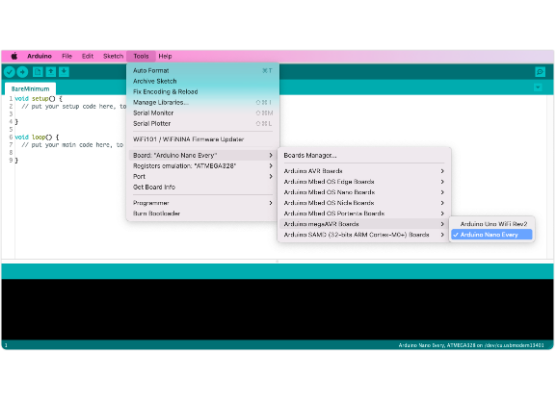 Arduino File Edit Sketch Tools Help
BareMinimum
1 void setup() {
2 // put your setup code here, to
3
4 }
5
6 void loop() {
7 // put your main code here, to
8
9 }
Auto Format ⌘T
Archive Sketch
Fix Encoding & Reload
Manage Libraries... ⇧⌘I
Serial Monitor ⇧⌘M
Serial Plotter ⇧⌘L
WiFi101 / WiFiNINA Firmware Updater
Board: "Arduino Nano Every"
Registers emulation: "ATMEGA328"
Port
Get Board Info
Programmer
Burn Bootloader
Boards Manager...
Arduino AVR Boards
Arduino Mbed OS Edge Boards
Arduino Mbed OS Nano Boards
Arduino Mbed OS Nicla Boards
Arduino Mbed OS Portenta Boards
Arduino megaAVR Boards
Arduino SAMD (32-bits ARM Cortex-M0+) Boards
Arduino Uno WiFi Rev2
✓ Arduino Nano Every
3
Arduino Nano Every, ATMEGA328 on /dev/cu.usbmodem13401